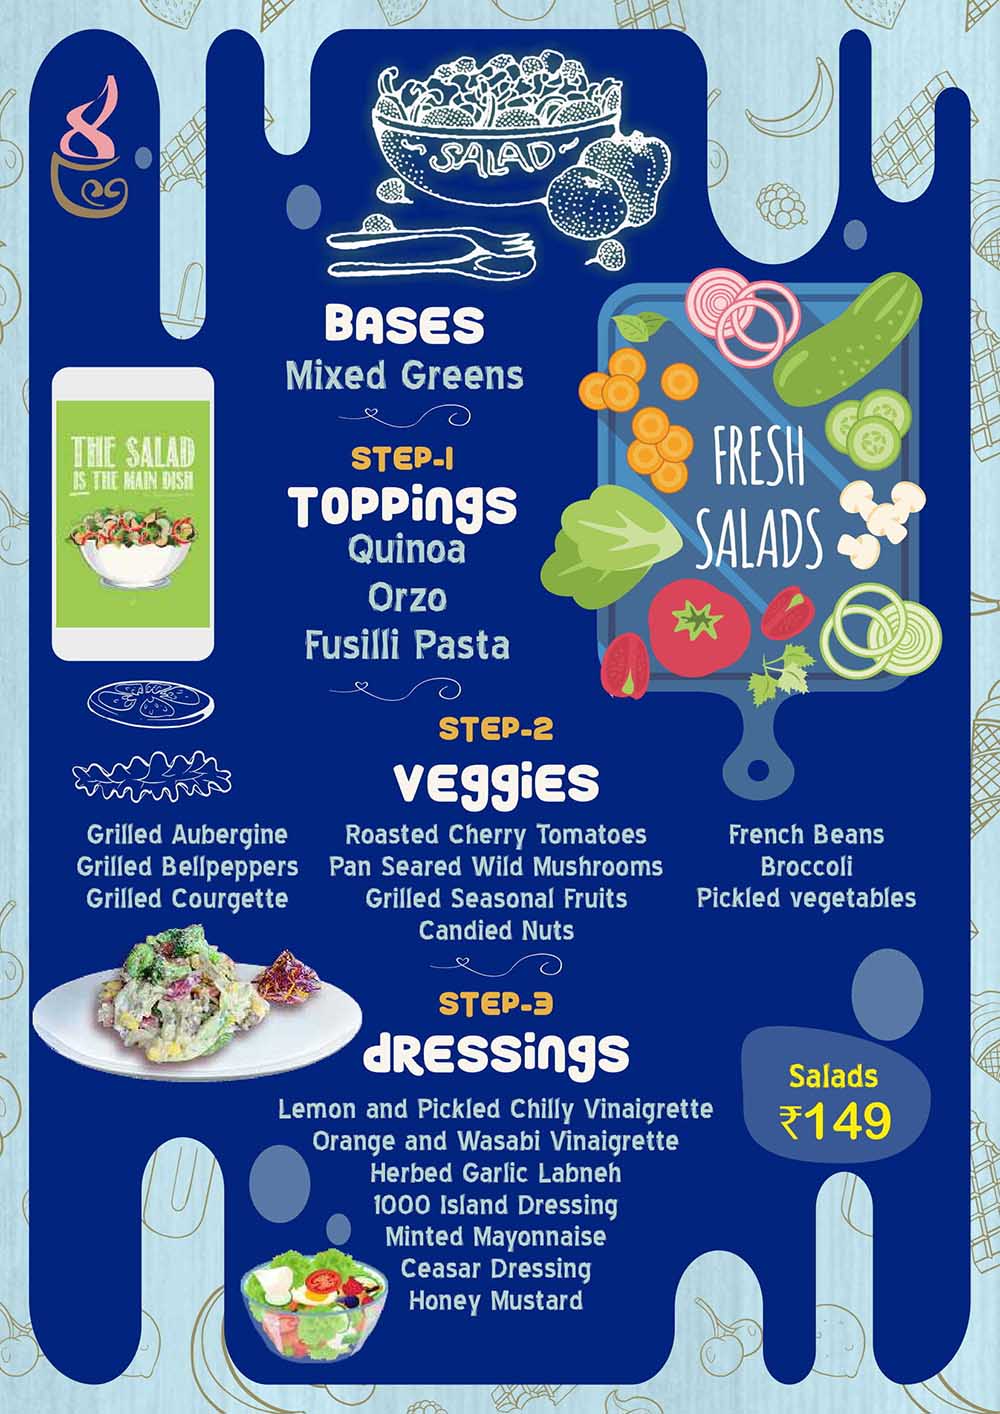 SALAD
BASES
Mixed Greens
STEP-1
TOPPings
Quinoa
Orzo
Fusilli Pasta
THE SALAD
IS THE MAIN DISH
FRESH
SALADS
STEP-2
VEggiES
Grilled Aubergine
Grilled Bellpeppers
Grilled Courgette
Roasted Cherry Tomatoes
Pan Seared Wild Mushrooms
Grilled Seasonal Fruits
Candied Nuts
French Beans
Broccoli
Pickled vegetables
STEP-3
dRESSings
Lemon and Pickled Chilly Vinaigrette
Orange and Wasabi Vinaigrette
Herbed Garlic Labneh
1000 Island Dressing
Minted Mayonnaise
Ceasar Dressing
Honey Mustard
Salads
₹149